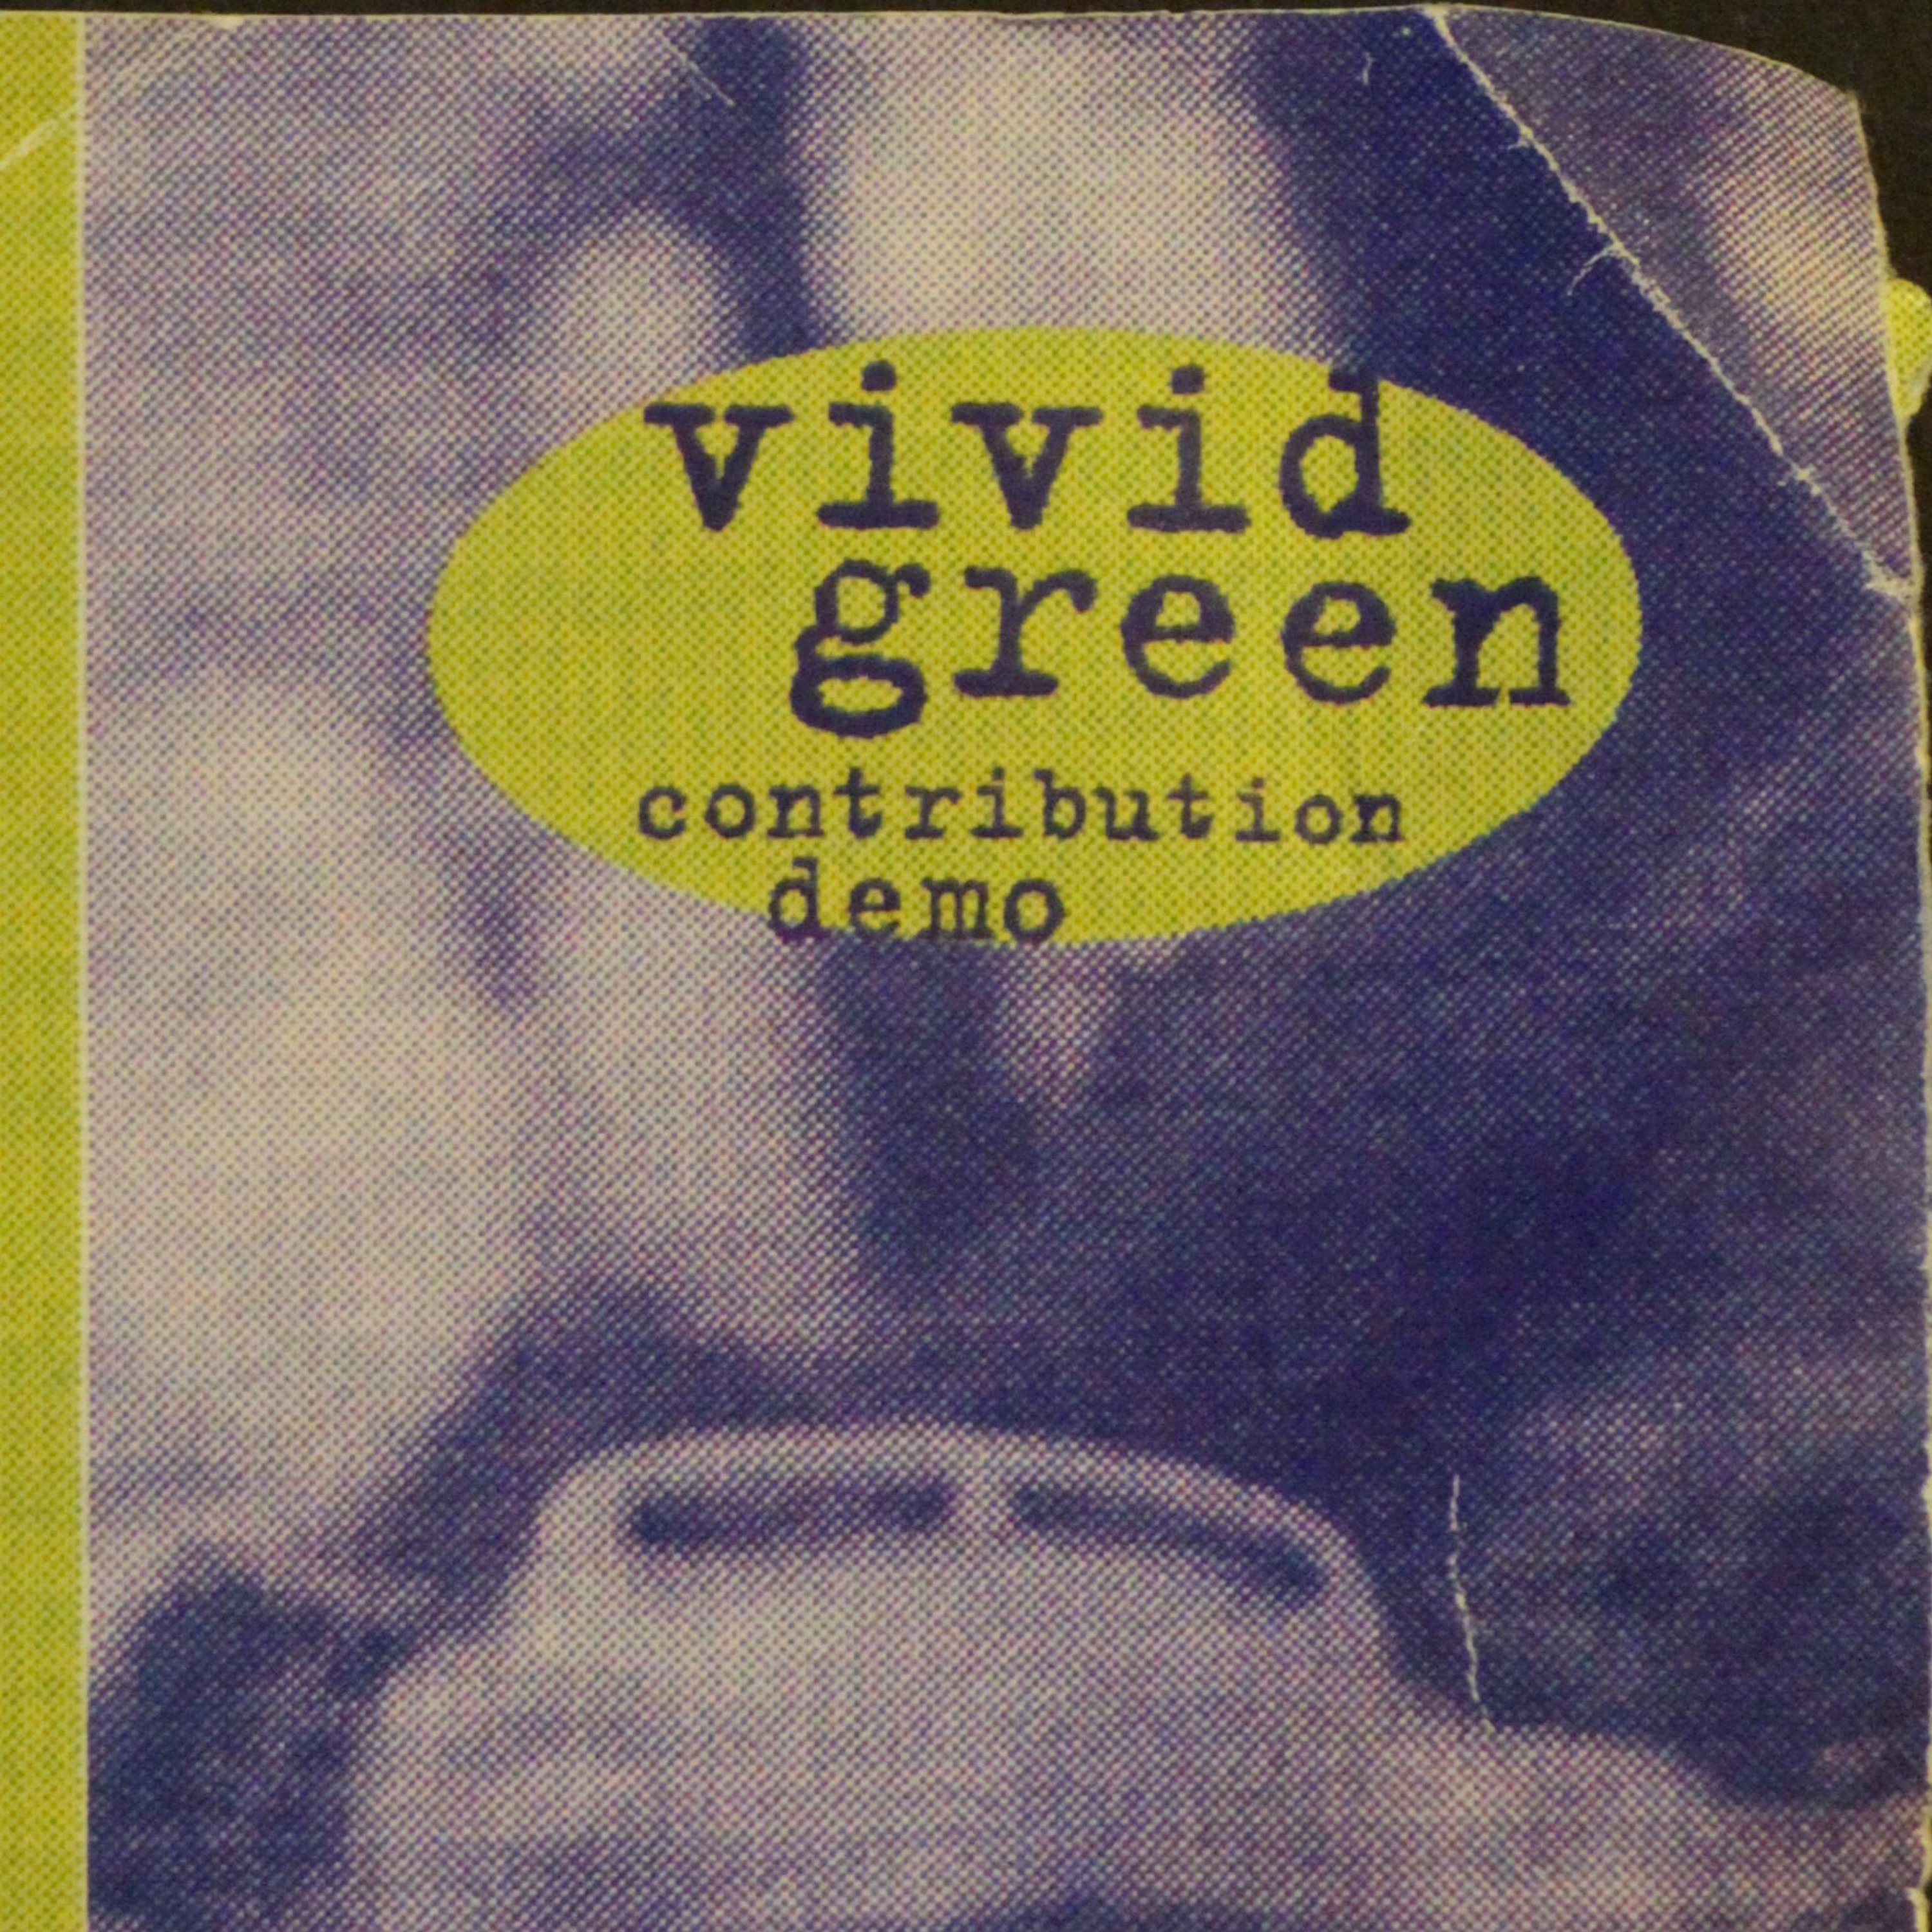 vivid
green
contribution
demo